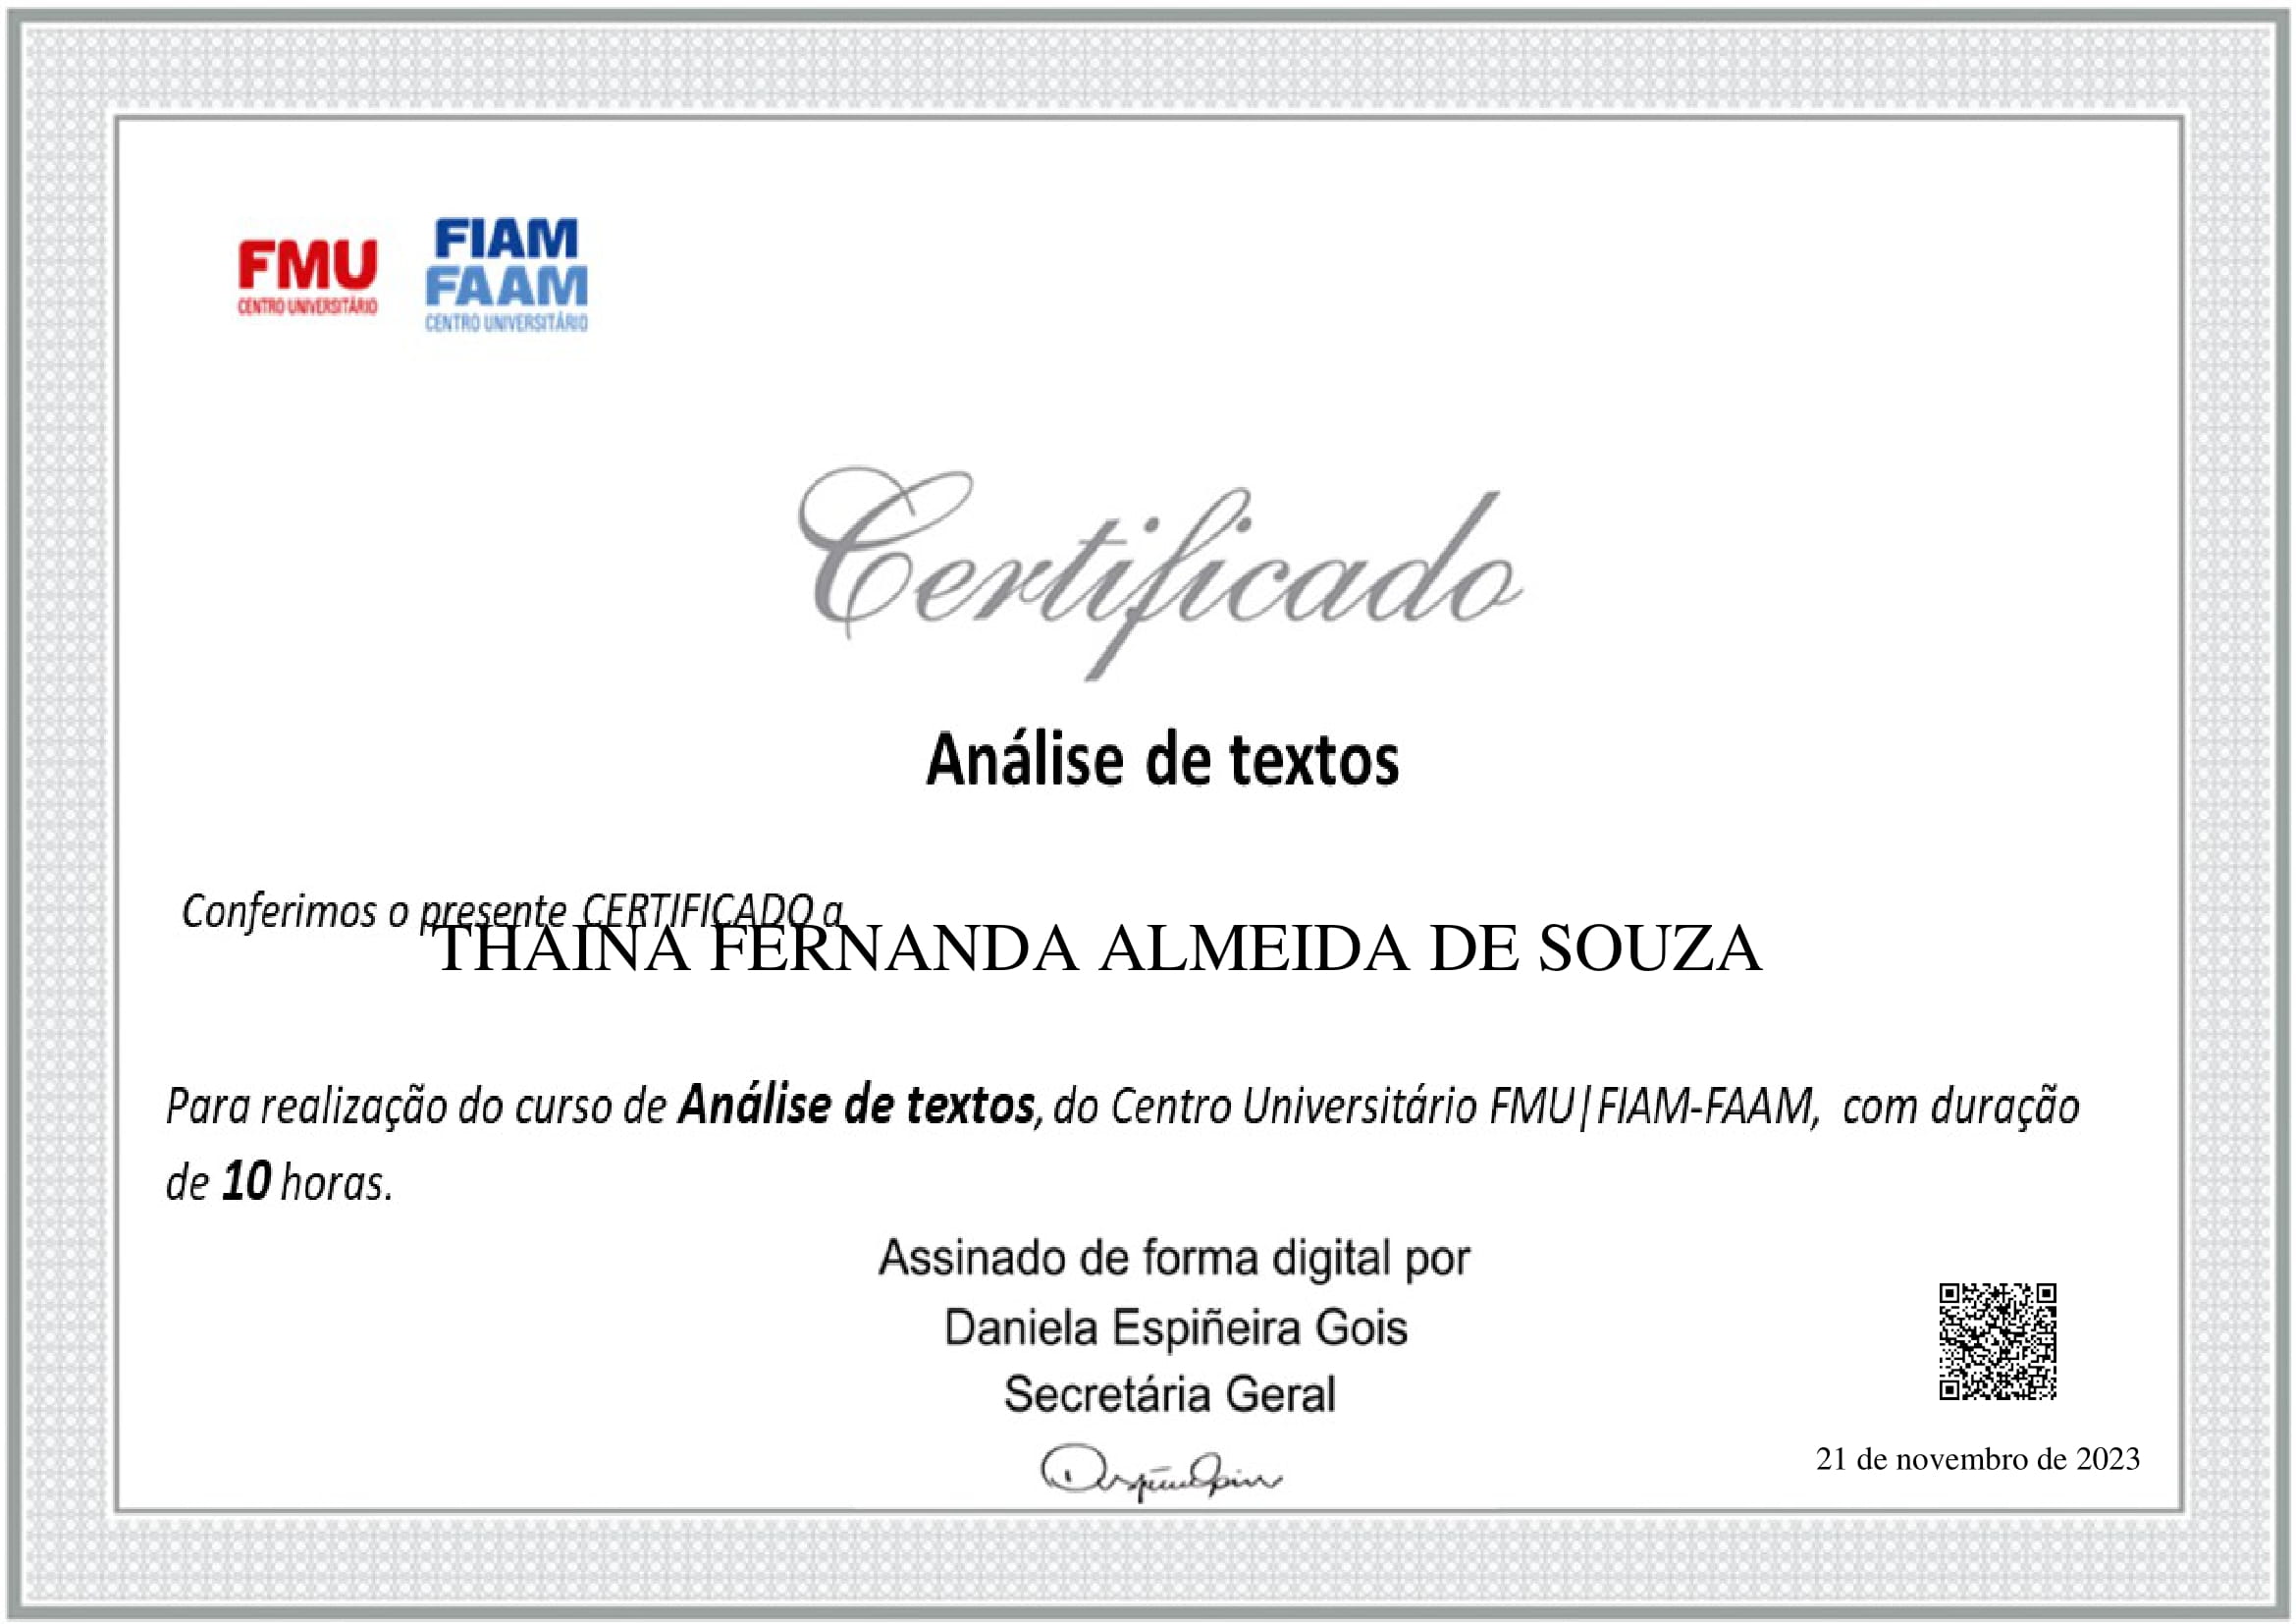 FMU
CENTRO UNIVERSITÁRIO
FIAM
FAAM
CENTRO UNIVERSITÁRIO
Certificado
Análise de textos
Conferimos o presente CERTIFICADO a
THAINA FERNANDA ALMEIDA DE SOUZA
Para realização do curso de Análise de textos, do Centro Universitário FMU|FIAM-FAAM, com duração
de 10 horas.
Assinado de forma digital por
Daniela Espiñeira Gois
Secretária Geral
21 de novembro de 2023